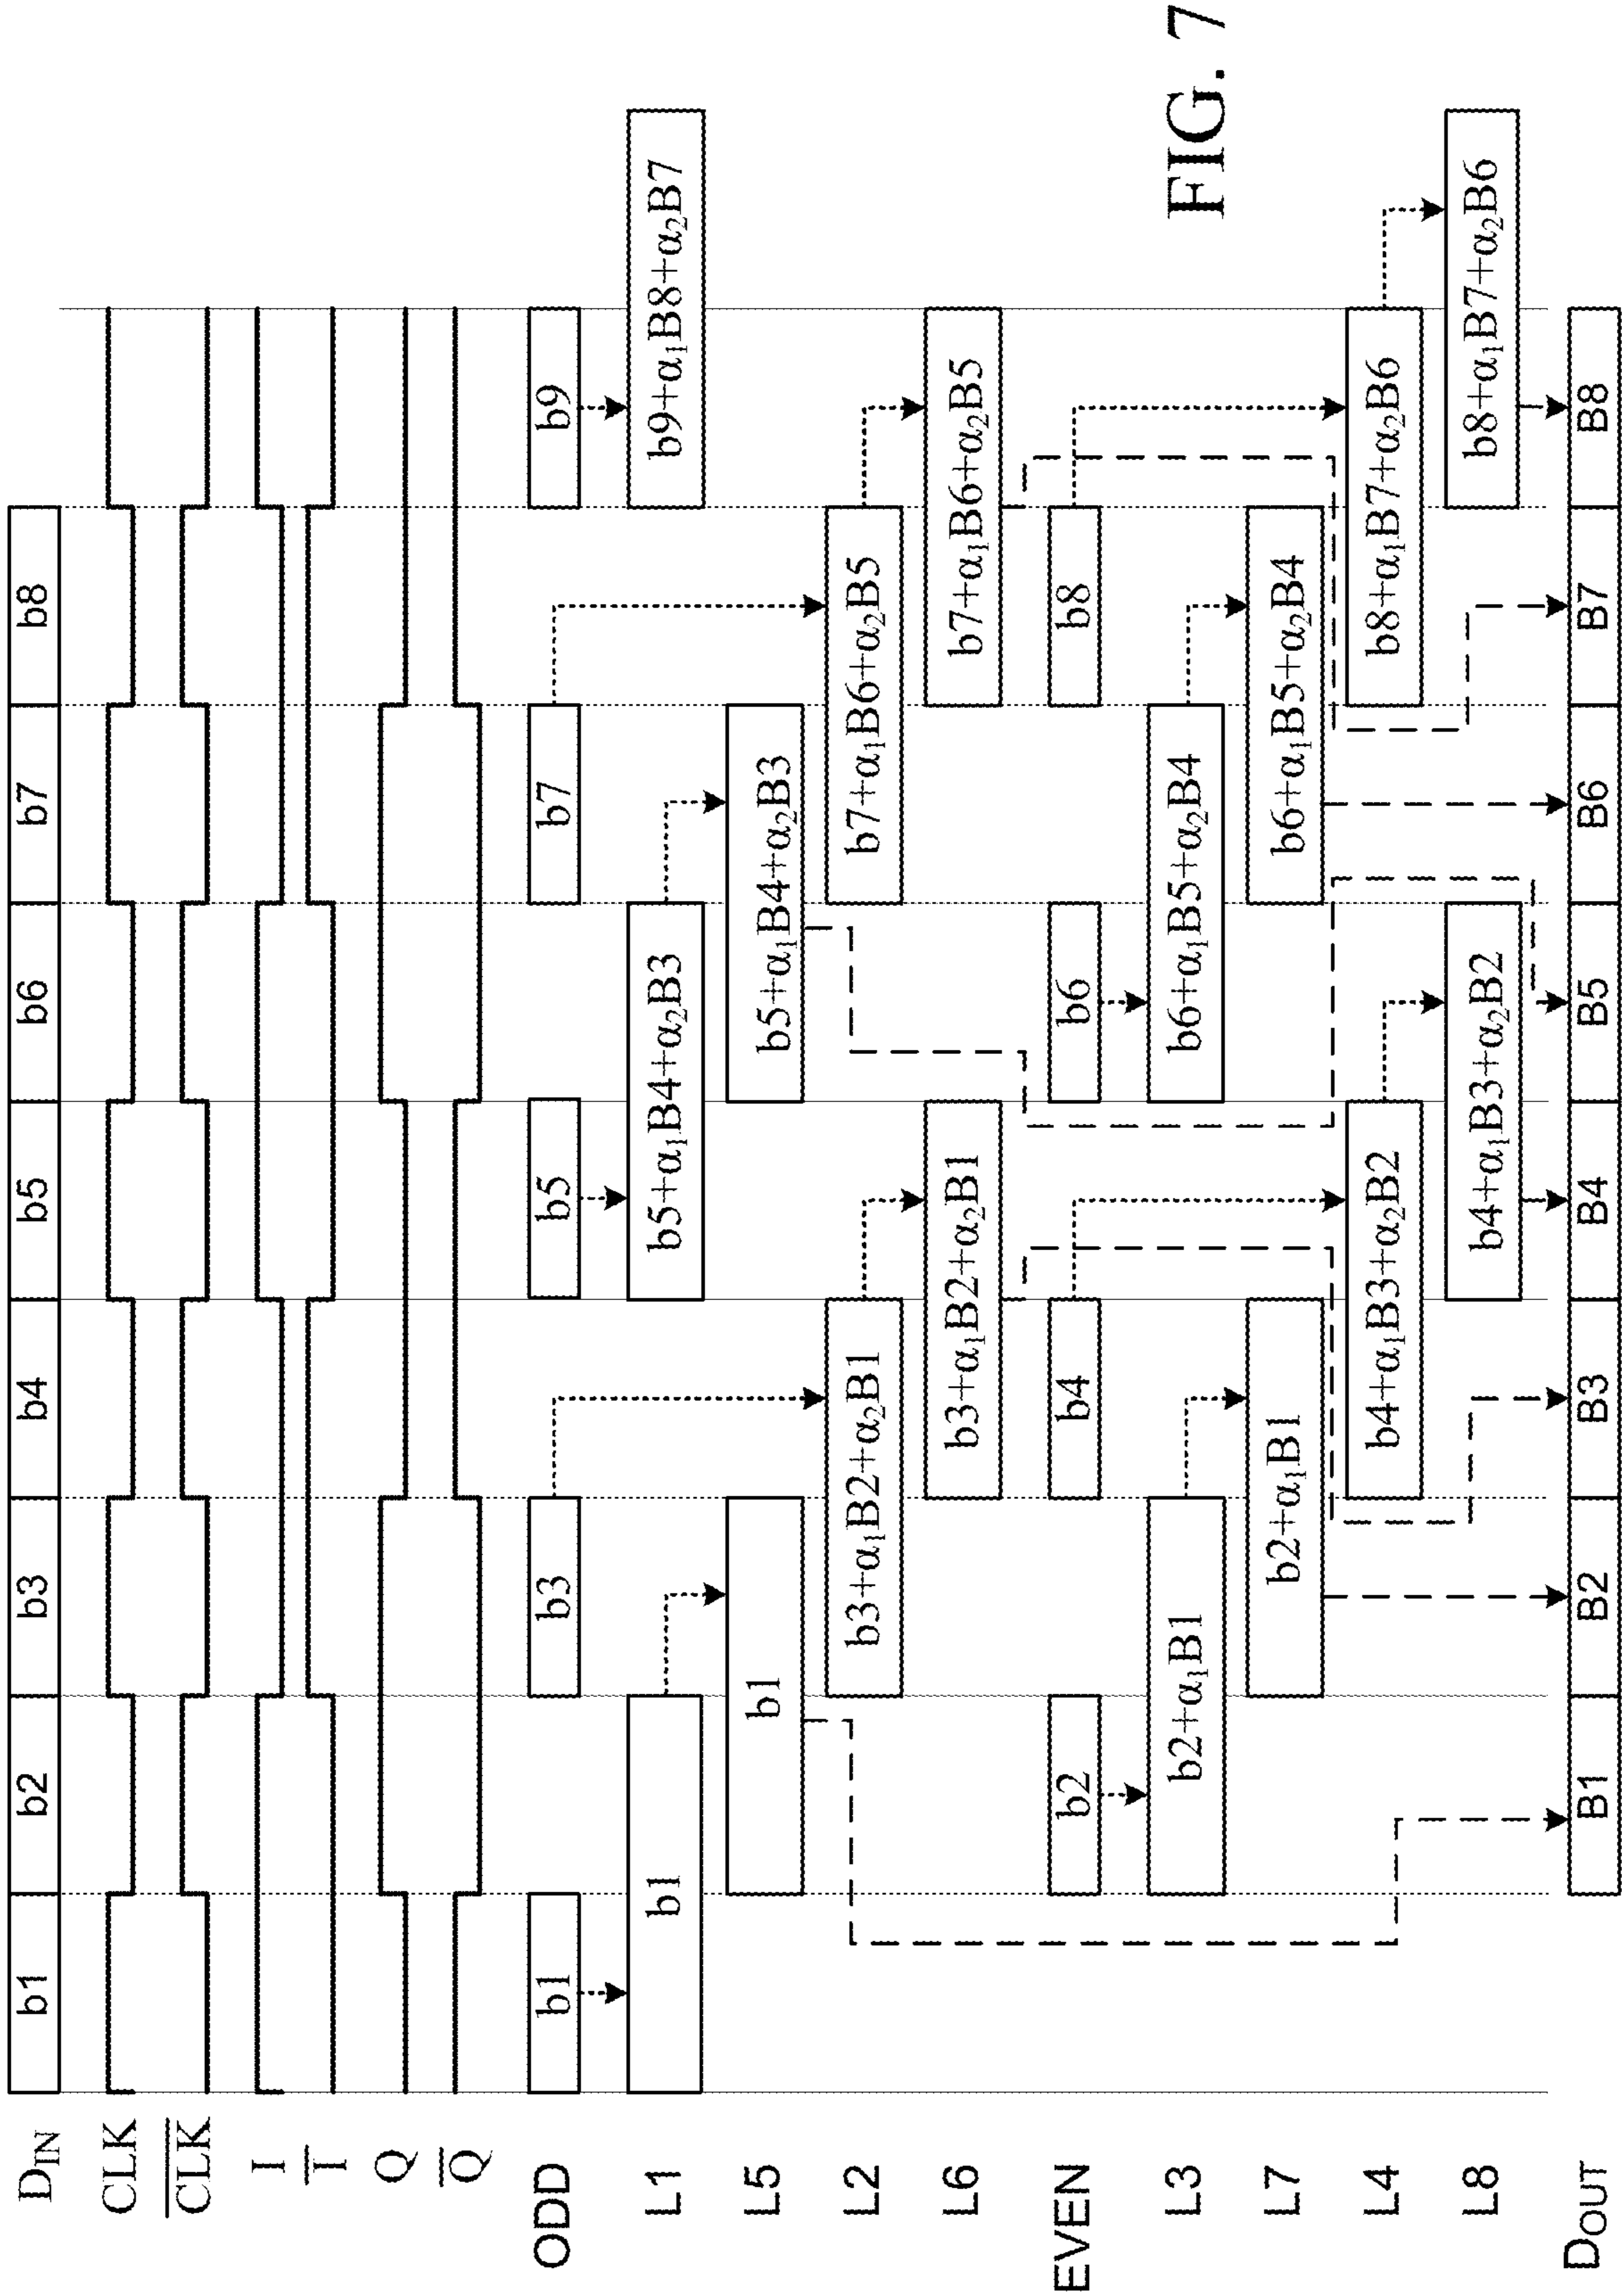 D_IN b1 b2 b3 b4 b5 b6 b7 b8
CLK
C̅L̅K̅
I
I̅
Q
Q̅
ODD b1 b3 b5 b7 b9
L1 b1 b5+α₁B4+α₂B3 b9+α₁B8+α₂B7
L5 b1 b5+α₁B4+α₂B3
L2 b3+α₁B2+α₂B1 b7+α₁B6+α₂B5
L6 b3+α₁B2+α₂B1 b7+α₁B6+α₂B5
EVEN b2 b4 b6 b8
L3 b2+α₁B1 b6+α₁B5+α₂B4
L7 b2+α₁B1 b6+α₁B5+α₂B4
L4 b4+α₁B3+α₂B2 b8+α₁B7+α₂B6
L8 b4+α₁B3+α₂B2 b8+α₁B7+α₂B6
D_OUT B1 B2 B3 B4 B5 B6 B7 B8
FIG. 7